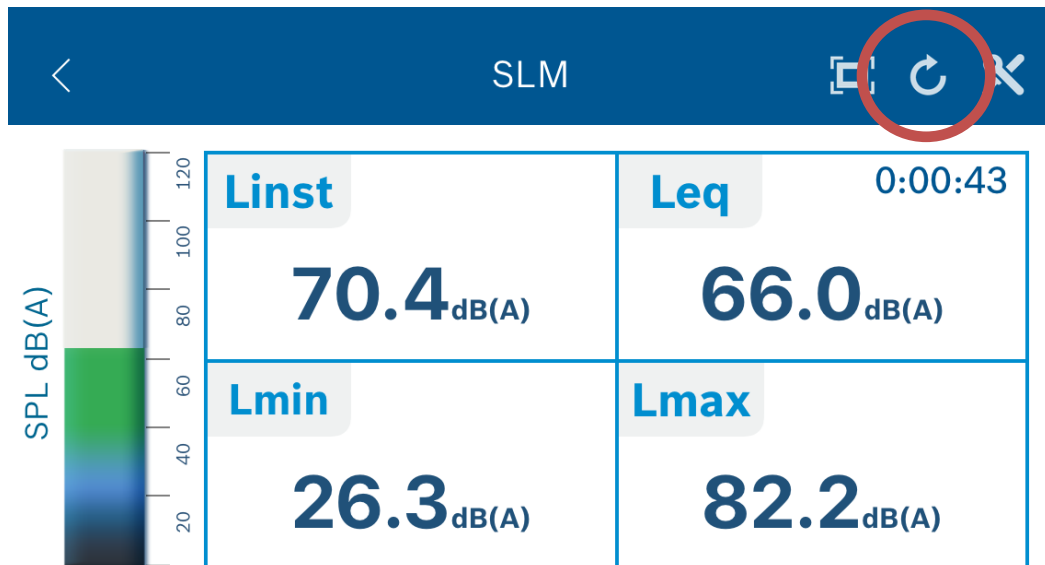 SLM
SPL dB(A)
120
100
80
60
40
20
Linst
70.4dB(A)
Leq
0:00:43
66.0dB(A)
Lmin
26.3dB(A)
Lmax
82.2dB(A)